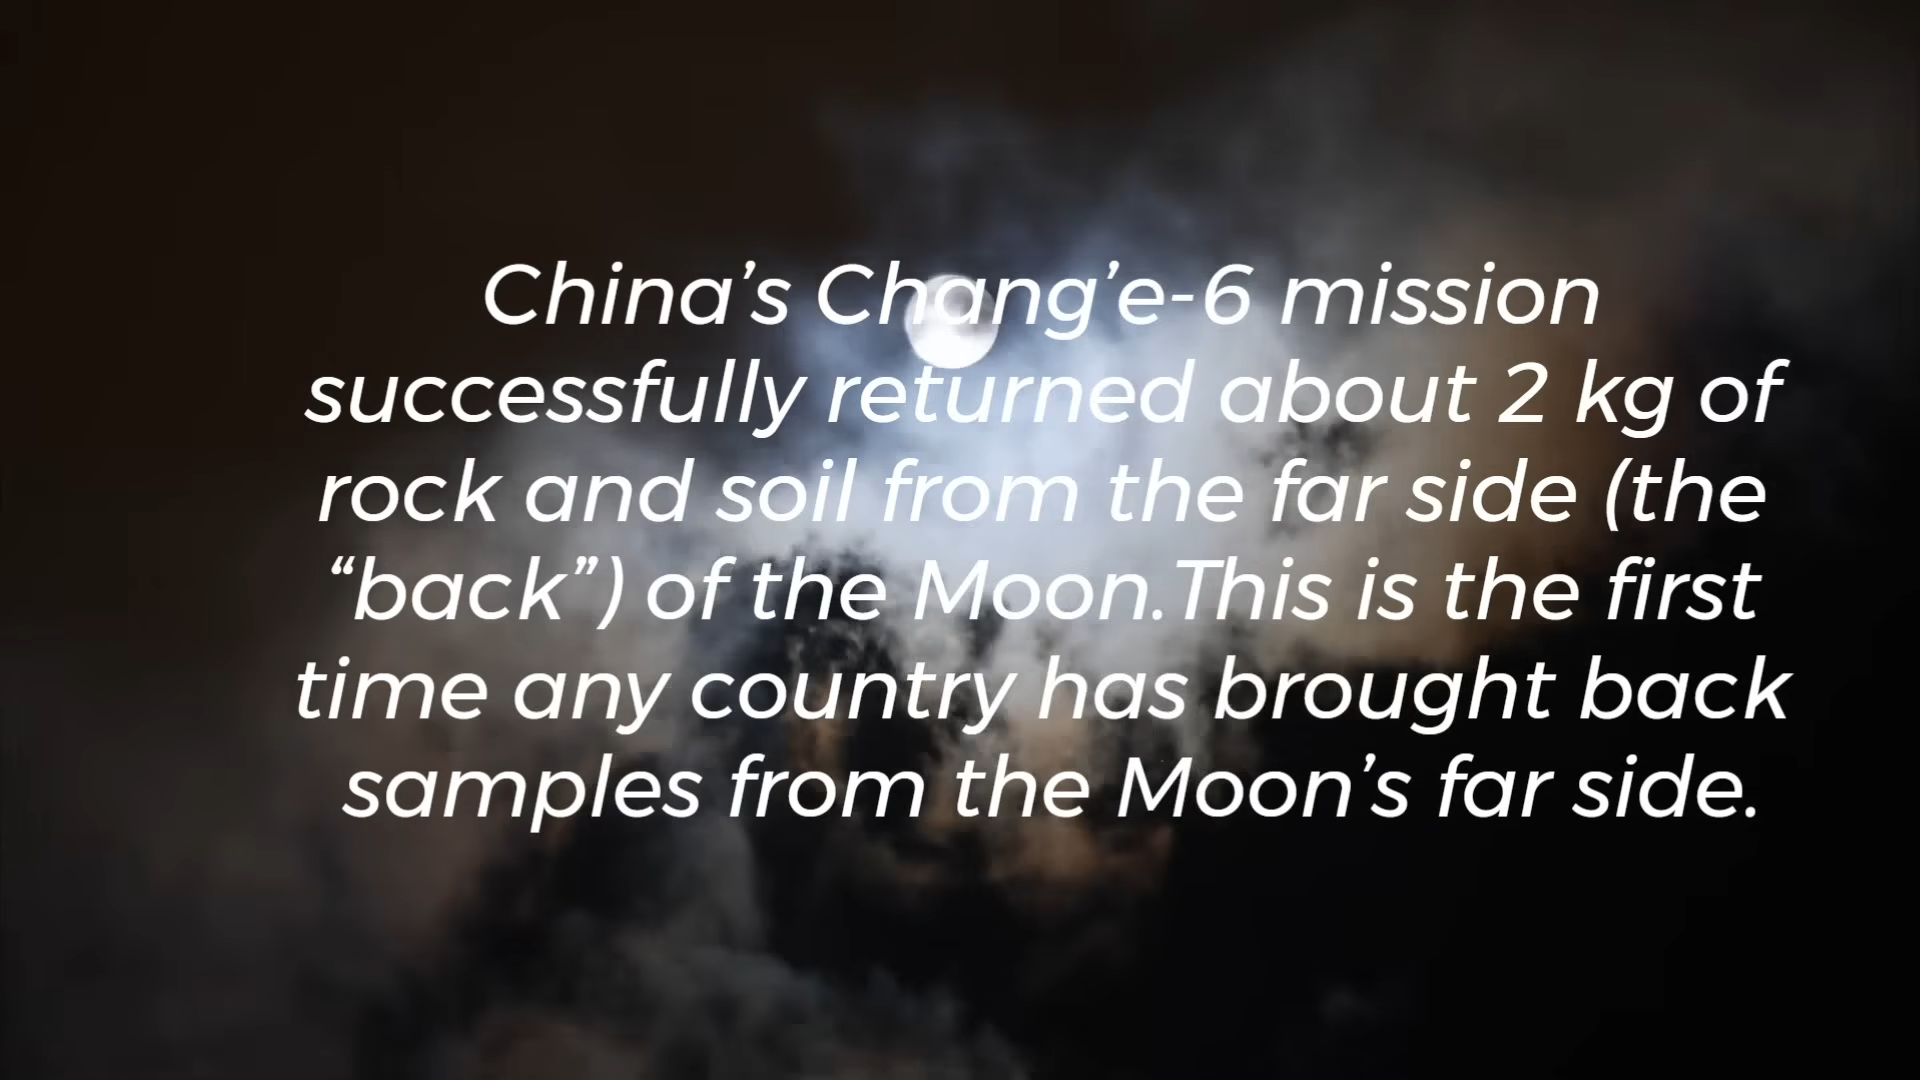 China’s Chang’e-6 mission
successfully returned about 2 kg of
rock and soil from the far side (the
“back”) of the Moon.This is the first
time any country has brought back
samples from the Moon’s far side.